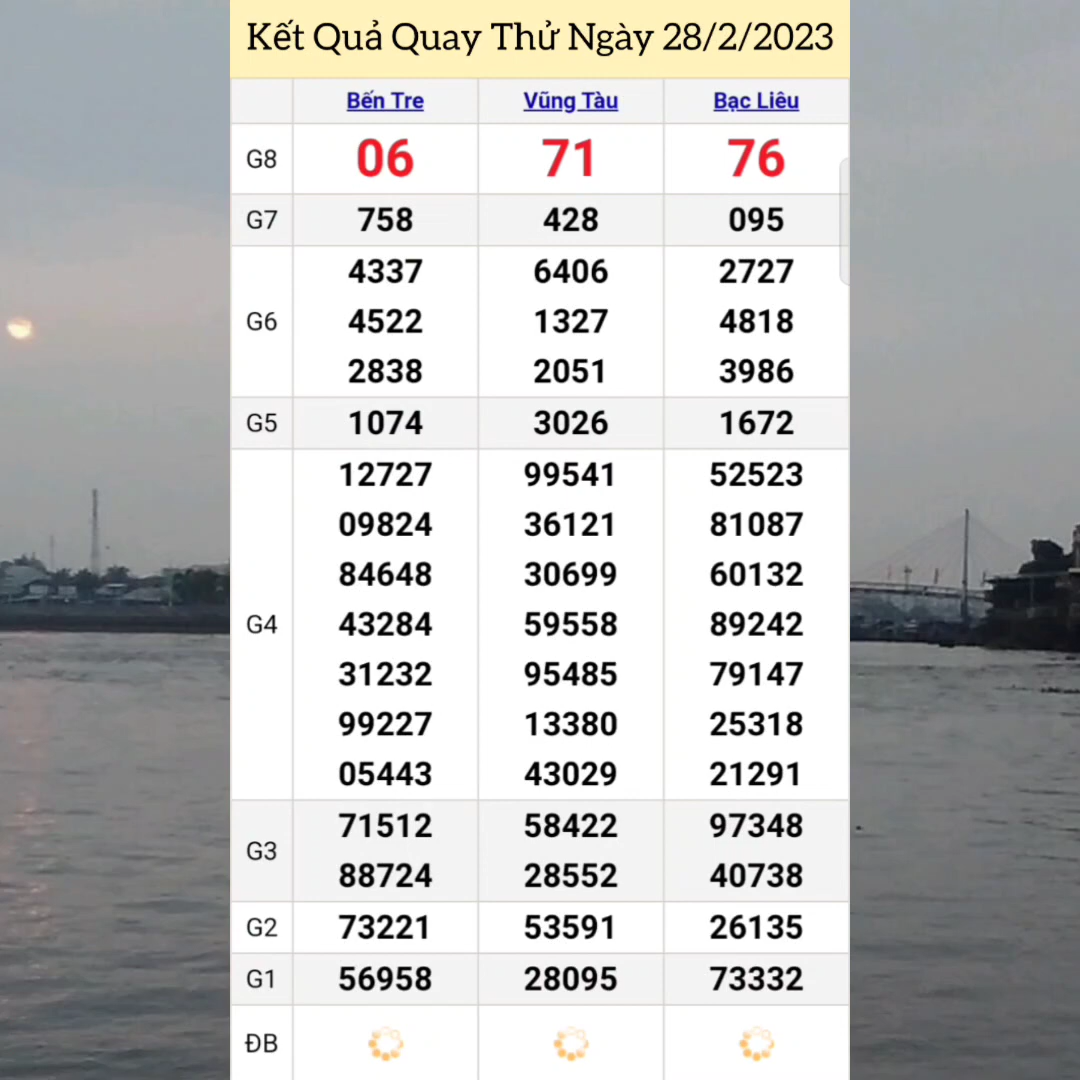 Kết Quả Quay Thử Ngày 28/2/2023
Bến Tre Vũng Tàu Bạc Liêu
G8 06 71 76
G7 758 428 095
4337 6406 2727
G6 4522 1327 4818
2838 2051 3986
G5 1074 3026 1672
12727 99541 52523
09824 36121 81087
84648 30699 60132
G4 43284 59558 89242
31232 95485 79147
99227 13380 25318
05443 43029 21291
71512 58422 97348
G3
88724 28552 40738
G2 73221 53591 26135
G1 56958 28095 73332
ĐB